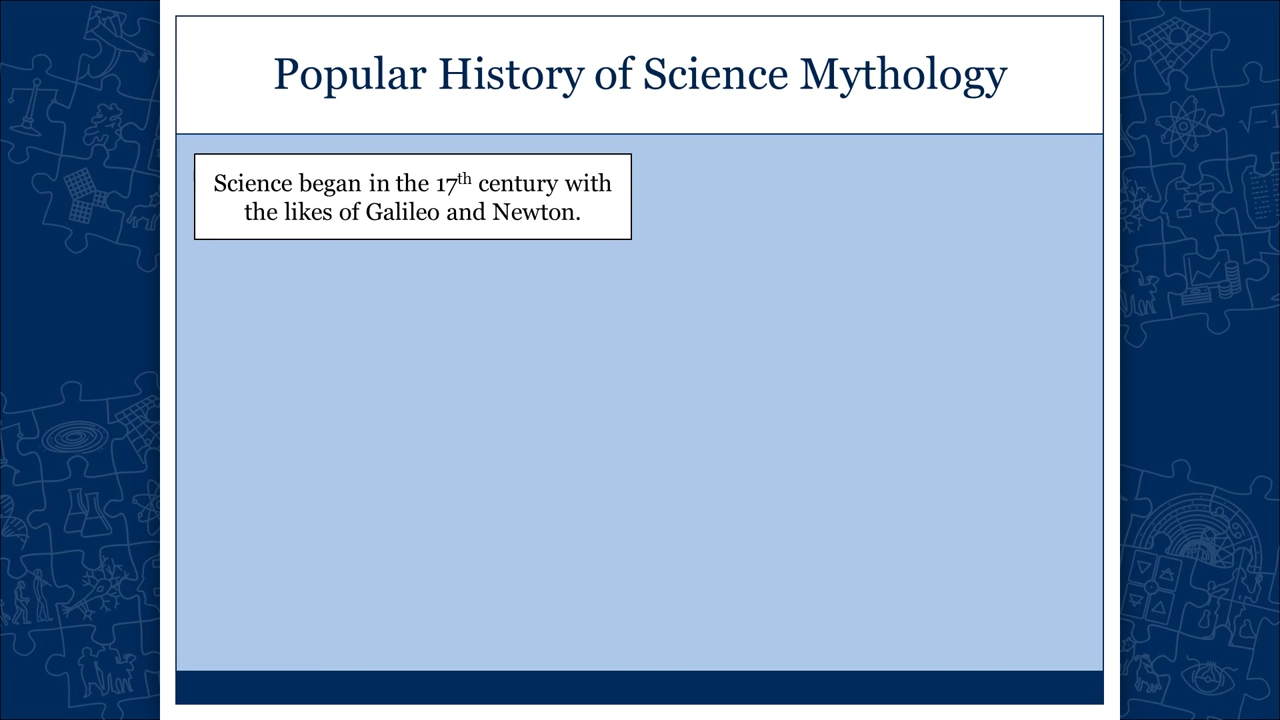 Popular History of Science Mythology
Science began in the 17th century with
the likes of Galileo and Newton.